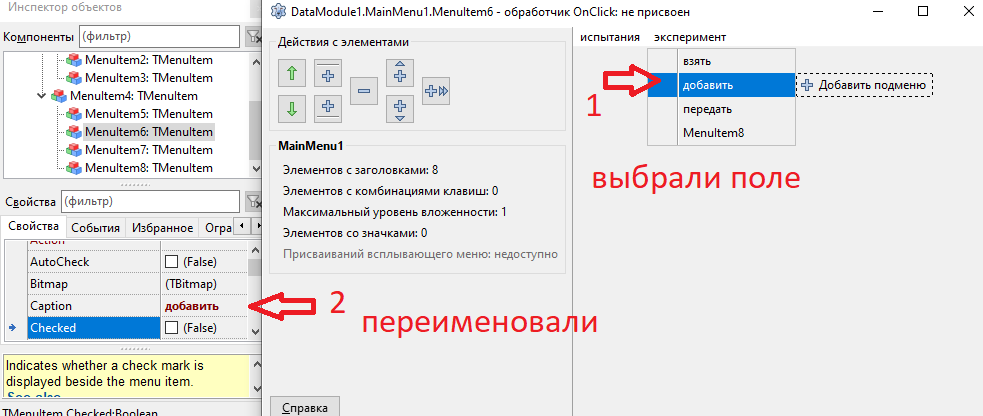 Инспектор объектов
Компоненты (фильтр)
MenuItem2: TMenuItem
MenuItem3: TMenuItem
MenuItem4: TMenuItem
MenuItem5: TMenuItem
MenuItem6: TMenuItem
MenuItem7: TMenuItem
MenuItem8: TMenuItem
Свойства (фильтр)
Свойства События Избранное Огра
Action
AutoCheck (False)
Bitmap (TBitmap)
Caption добавить
Checked (False)
Indicates whether a check mark is
displayed beside the menu item.
See also
TMenuItem.Checked:Boolean
DataModule1.MainMenu1.MenuItem6 - обработчик OnClick: не присвоен
Действия с элементами
MainMenu1
Элементов с заголовками: 8
Элементов с комбинациями клавиш: 0
Максимальный уровень вложенности: 1
Элементов со значками: 0
Присваиваний всплывающего меню: недоступно
Справка
испытания эксперимент
взять
добавить
Добавить подменю
передать
MenuItem8
1
выбрали поле
2
переименовали